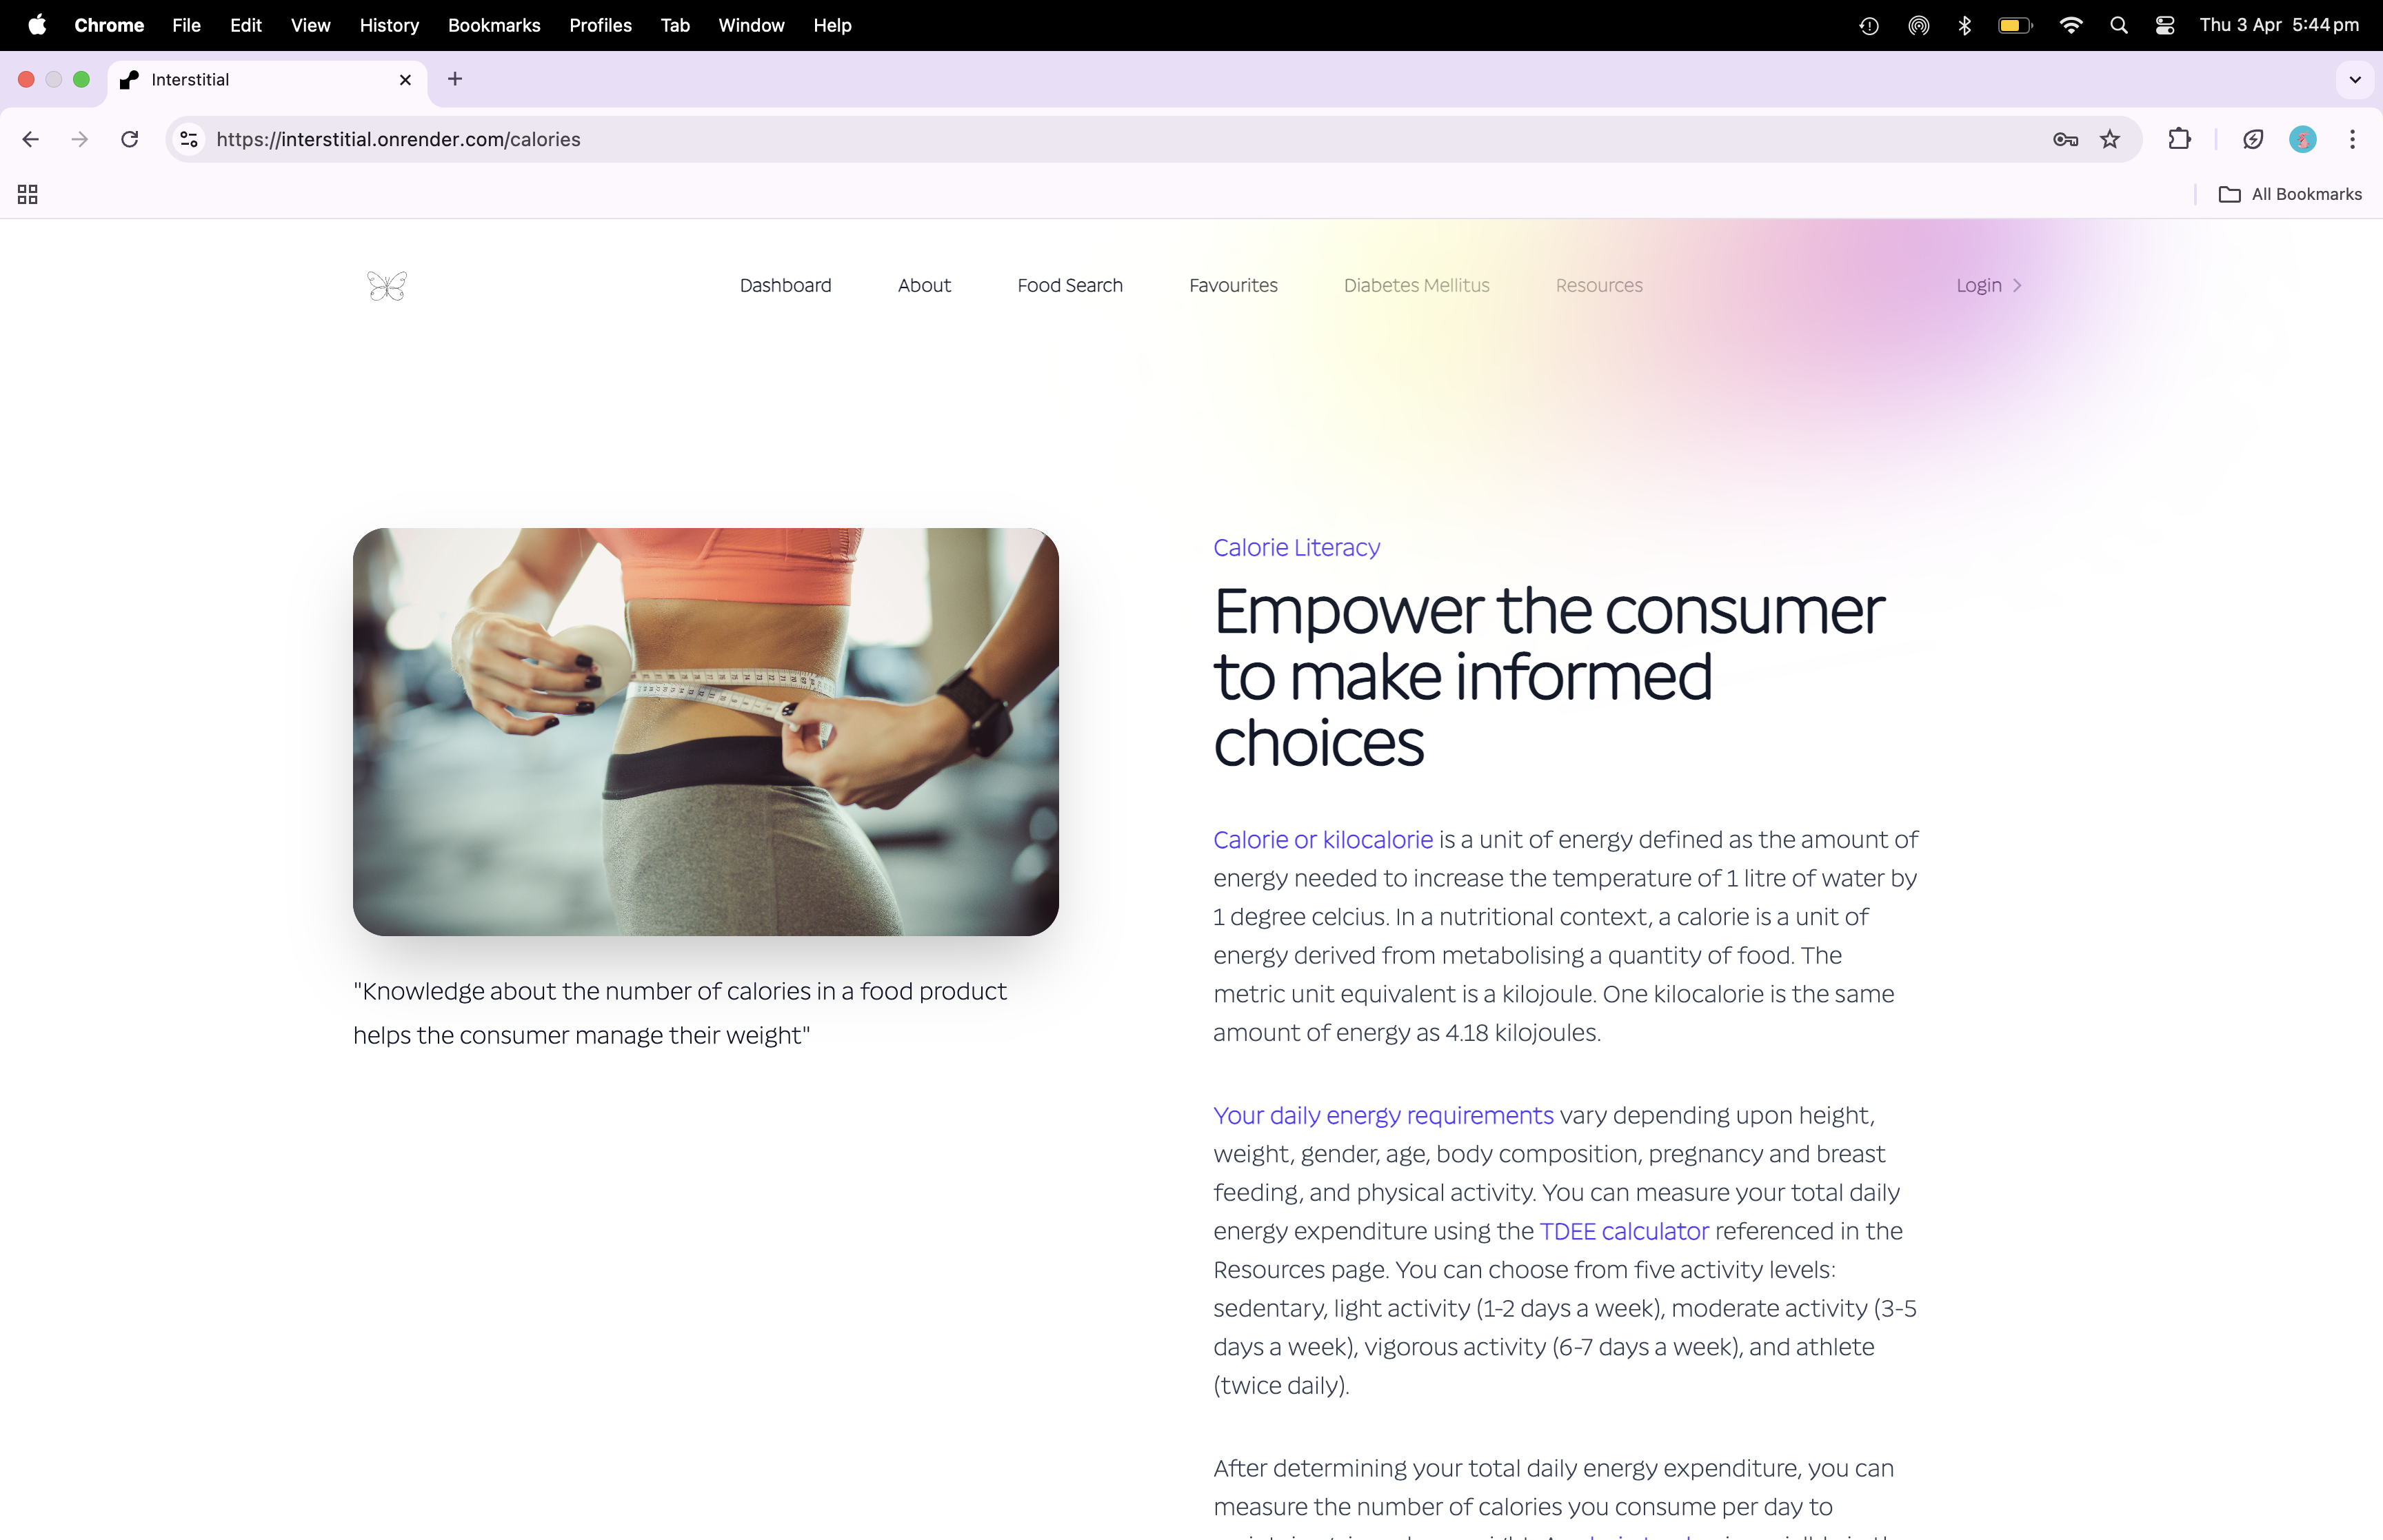 Chrome File Edit View History Bookmarks Profiles Tab Window Help Thu 3 Apr 5:44 pm
Interstitial
https://interstitial.onrender.com/calories
All Bookmarks
Dashboard About Food Search Favourites Diabetes Mellitus Resources Login
Calorie Literacy
Empower the consumer
to make informed
choices
Calorie or kilocalorie is a unit of energy defined as the amount of
energy needed to increase the temperature of 1 litre of water by
1 degree celcius. In a nutritional context, a calorie is a unit of
energy derived from metabolising a quantity of food. The
metric unit equivalent is a kilojoule. One kilocalorie is the same
amount of energy as 4.18 kilojoules.
"Knowledge about the number of calories in a food product
helps the consumer manage their weight"
Your daily energy requirements vary depending upon height,
weight, gender, age, body composition, pregnancy and breast
feeding, and physical activity. You can measure your total daily
energy expenditure using the TDEE calculator referenced in the
Resources page. You can choose from five activity levels:
sedentary, light activity (1-2 days a week), moderate activity (3-5
days a week), vigorous activity (6-7 days a week), and athlete
(twice daily).
After determining your total daily energy expenditure, you can
measure the number of calories you consume per day to